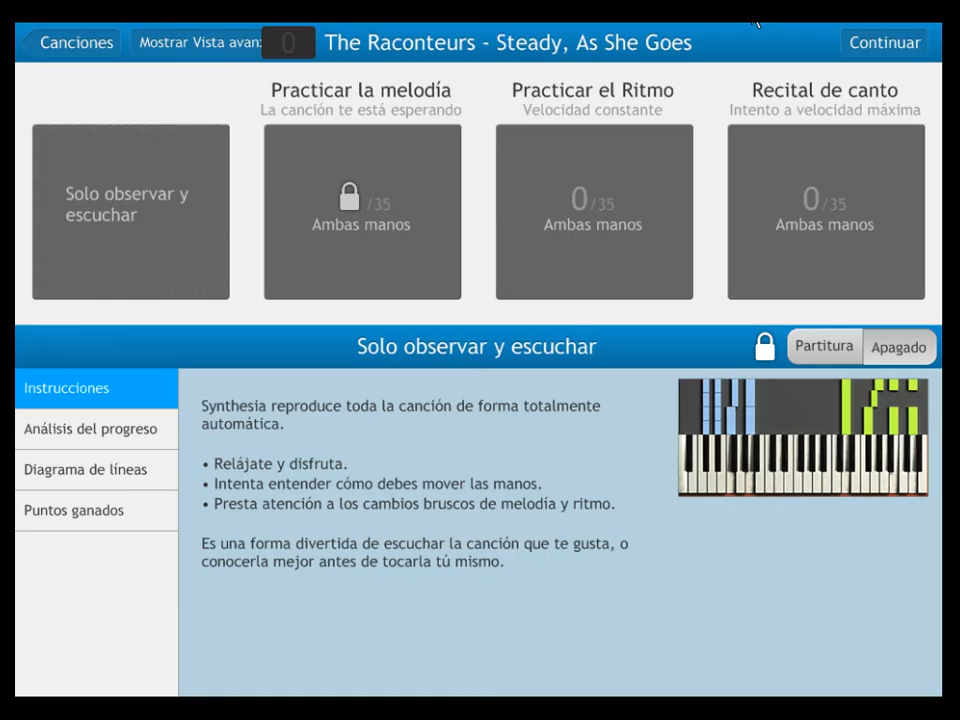 Canciones
Mostrar Vista avan
0
The Raconteurs - Steady, As She Goes
Continuar
Practicar la melodía
La canción te está esperando
Practicar el Ritmo
Velocidad constante
Recital de canto
Intento a velocidad máxima
Solo observar y
escuchar
/35
Ambas manos
0/35
Ambas manos
0/35
Ambas manos
Solo observar y escuchar
Partitura
Apagado
Instrucciones
Análisis del progreso
Diagrama de líneas
Puntos ganados
Synthesia reproduce toda la canción de forma totalmente
automática.
• Relájate y disfruta.
• Intenta entender cómo debes mover las manos.
• Presta atención a los cambios bruscos de melodía y ritmo.
Es una forma divertida de escuchar la canción que te gusta, o
conocerla mejor antes de tocarla tú mismo.